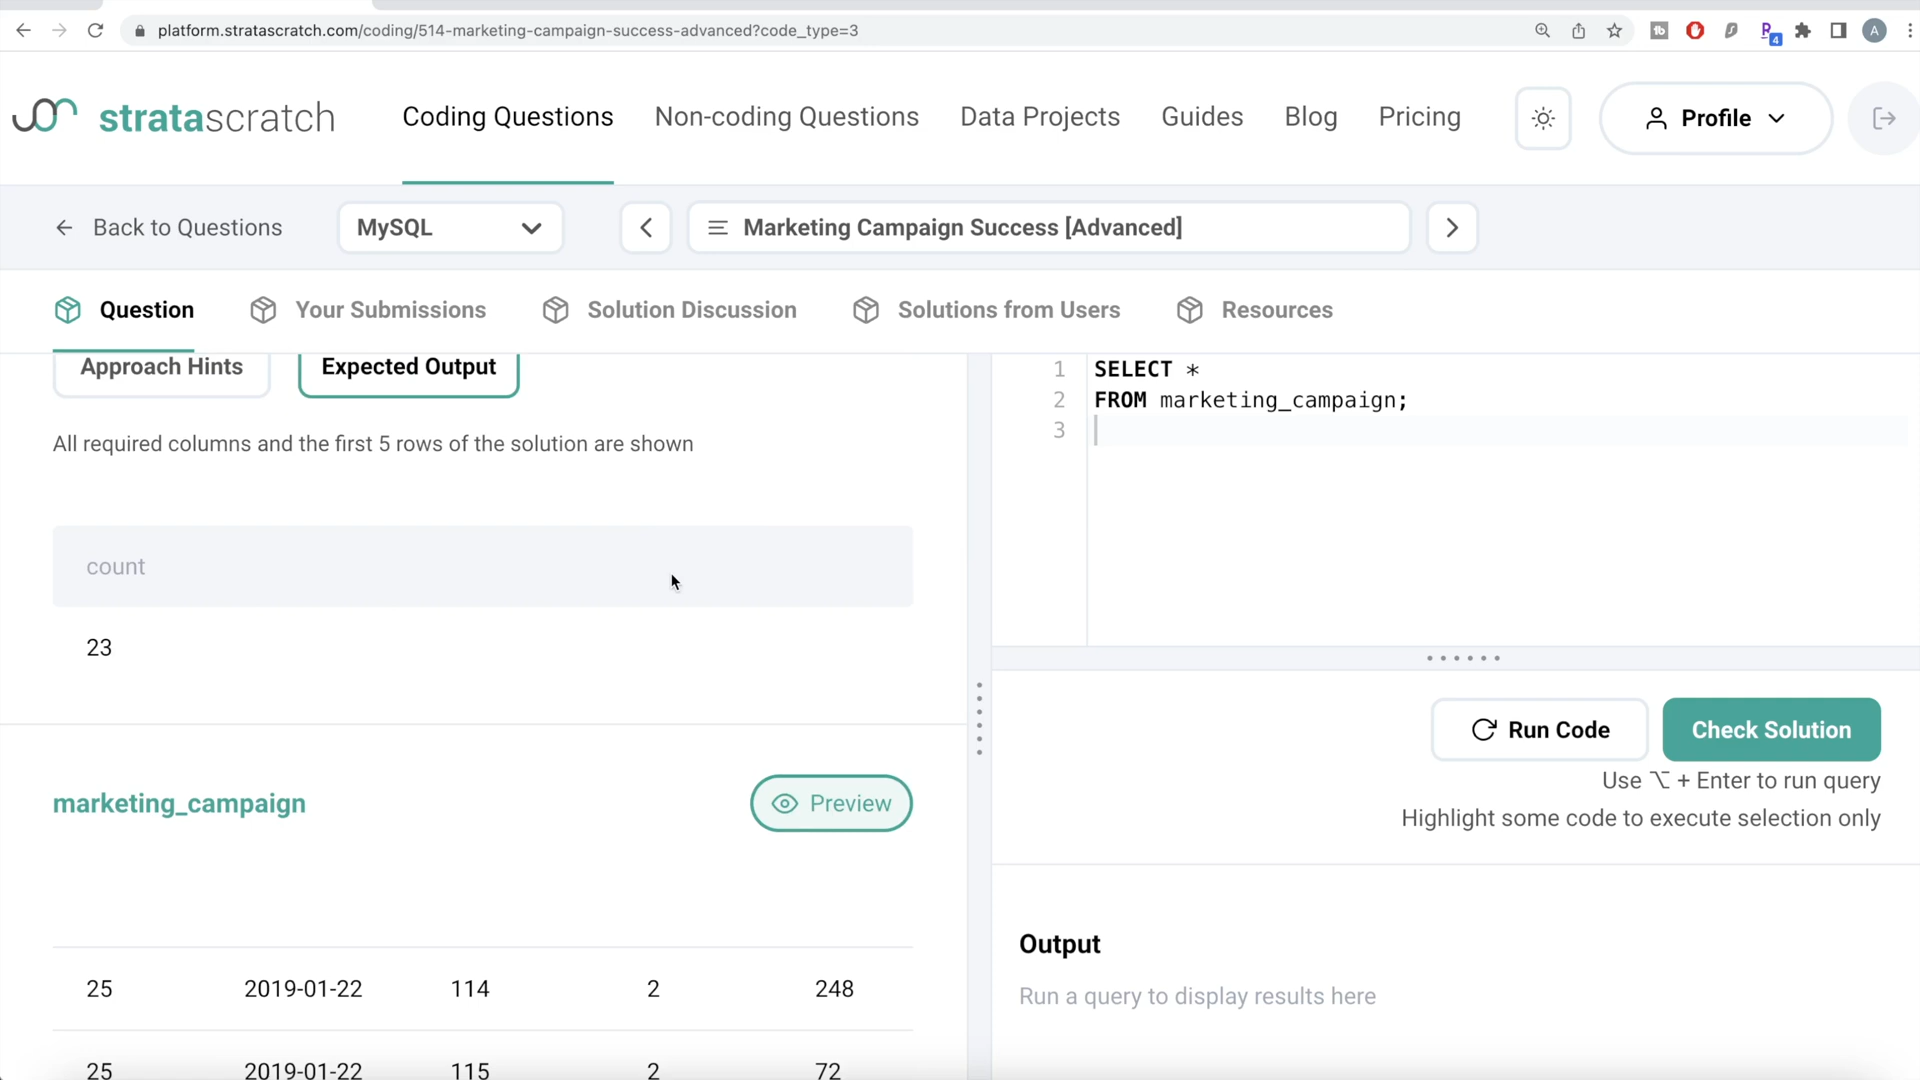 platform.stratascratch.com/coding/514-marketing-campaign-success-advanced?code_type=3
tb
4
A
stratascratch
Coding Questions
Non-coding Questions
Data Projects
Guides
Blog
Pricing
Profile
Back to Questions
MySQL
Marketing Campaign Success [Advanced]
Question
Your Submissions
Solution Discussion
Solutions from Users
Resources
Approach Hints
Expected Output
All required columns and the first 5 rows of the solution are shown
count
23
marketing_campaign
Preview
25 2019-01-22 114 2 248
25 2019-01-22 115 2 72
1 SELECT *
2 FROM marketing_campaign;
3
Run Code
Check Solution
Use ⌥ + Enter to run query
Highlight some code to execute selection only
Output
Run a query to display results here